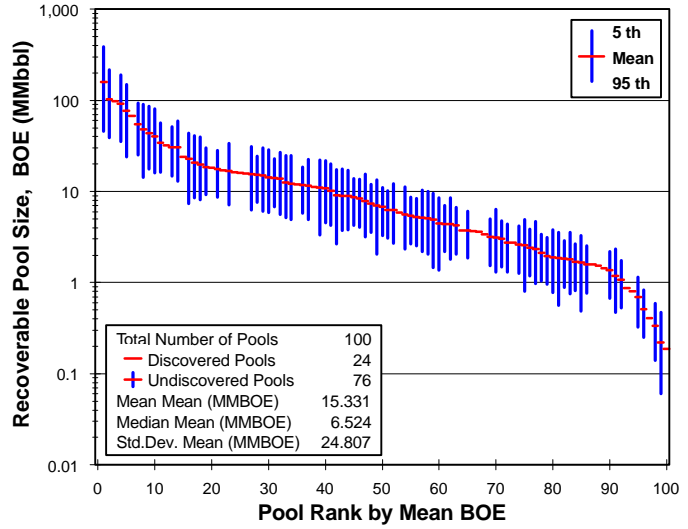 1,000
100
10
1
0.1
0.01
Recoverable Pool Size, BOE (MMbbl)
5 th
Mean
95 th
Total Number of Pools 100
Discovered Pools 24
Undiscovered Pools 76
Mean Mean (MMBOE) 15.331
Median Mean (MMBOE) 6.524
Std.Dev. Mean (MMBOE) 24.807
0 10 20 30 40 50 60 70 80 90 100
Pool Rank by Mean BOE